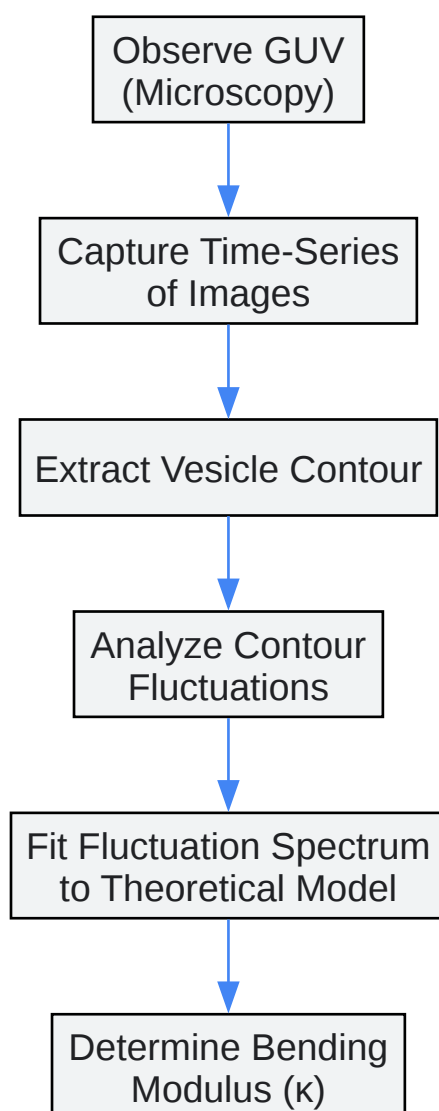 Observe GUV
(Microscopy)
Capture Time-Series
of Images
Extract Vesicle Contour
Analyze Contour
Fluctuations
Fit Fluctuation Spectrum
to Theoretical Model
Determine Bending
Modulus (κ)